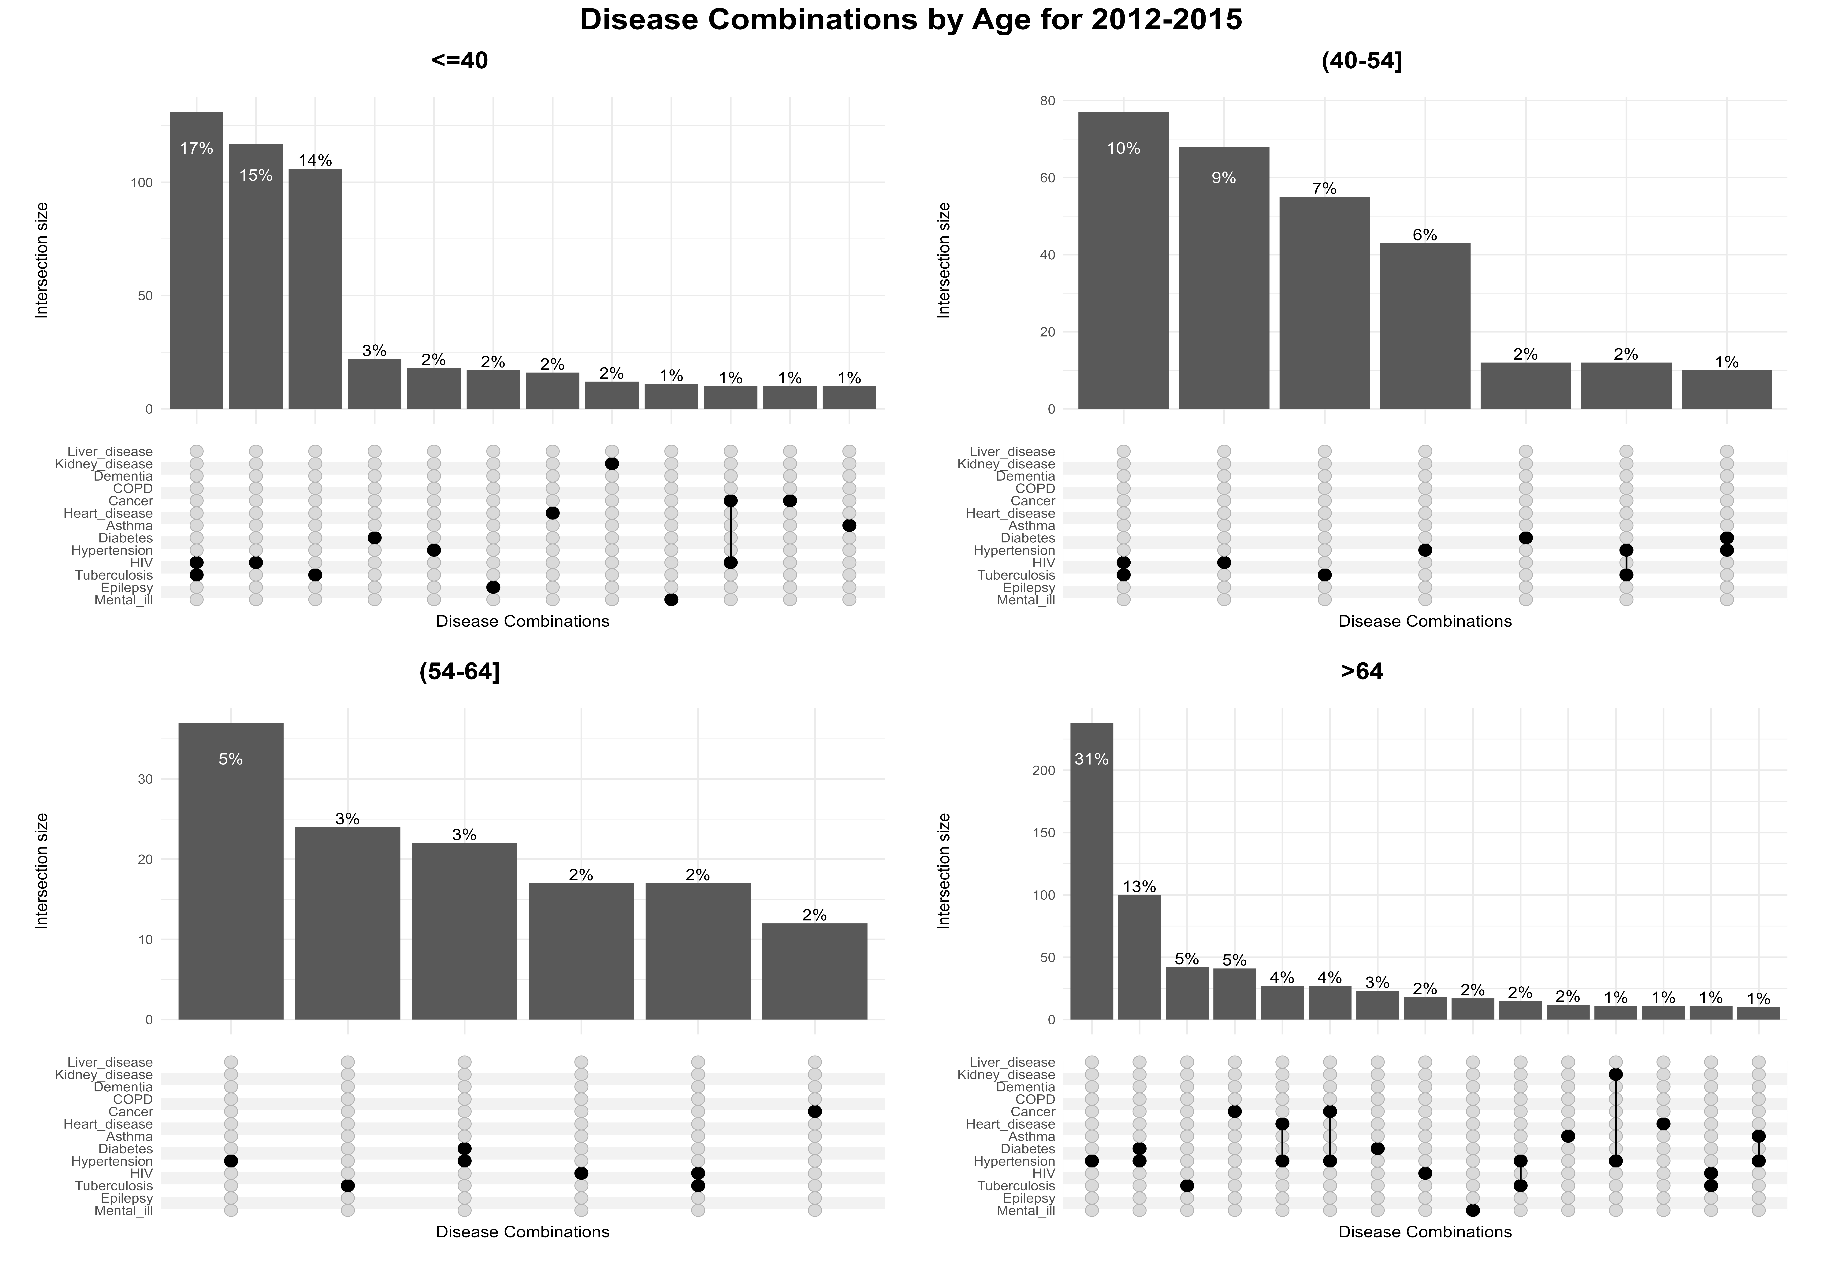 Disease Combinations by Age for 2012-2015
<=40
17%
15%
14%
3%
2%
2%
2%
2%
1%
1%
1%
1%
100
50
0
Intersection size
Liver_disease
Kidney_disease
Dementia
COPD
Cancer
Heart_disease
Asthma
Diabetes
Hypertension
HIV
Tuberculosis
Epilepsy
Mental_ill
Disease Combinations
(40-54]
10%
9%
7%
6%
2%
2%
1%
80
60
40
20
0
Intersection size
Liver_disease
Kidney_disease
Dementia
COPD
Cancer
Heart_disease
Asthma
Diabetes
Hypertension
HIV
Tuberculosis
Epilepsy
Mental_ill
Disease Combinations
(54-64]
5%
3%
3%
2%
2%
2%
30
20
10
0
Intersection size
Liver_disease
Kidney_disease
Dementia
COPD
Cancer
Heart_disease
Asthma
Diabetes
Hypertension
HIV
Tuberculosis
Epilepsy
Mental_ill
Disease Combinations
>64
31%
13%
5%
5%
4%
4%
3%
2%
2%
2%
2%
1%
1%
1%
1%
200
150
100
50
0
Intersection size
Liver_disease
Kidney_disease
Dementia
COPD
Cancer
Heart_disease
Asthma
Diabetes
Hypertension
HIV
Tuberculosis
Epilepsy
Mental_ill
Disease Combinations